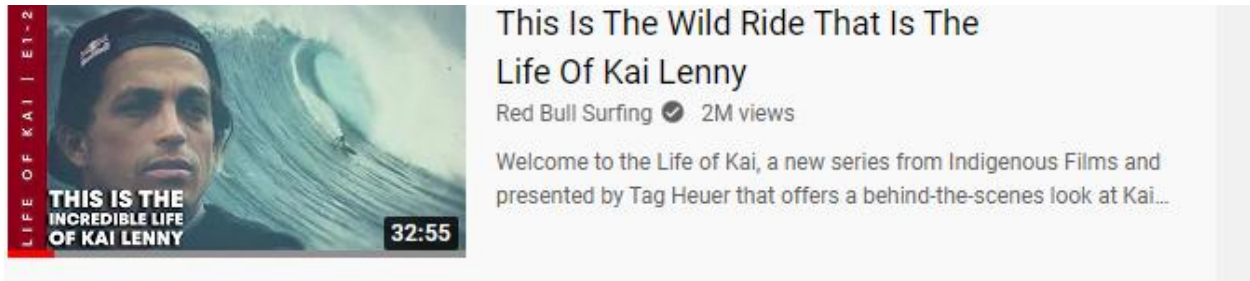 LIFE OF KAI | E1-2
THIS IS THE
INCREDIBLE LIFE
OF KAI LENNY
32:55
This Is The Wild Ride That Is The
Life Of Kai Lenny
Red Bull Surfing 2M views
Welcome to the Life of Kai, a new series from Indigenous Films and
presented by Tag Heuer that offers a behind-the-scenes look at Kai...